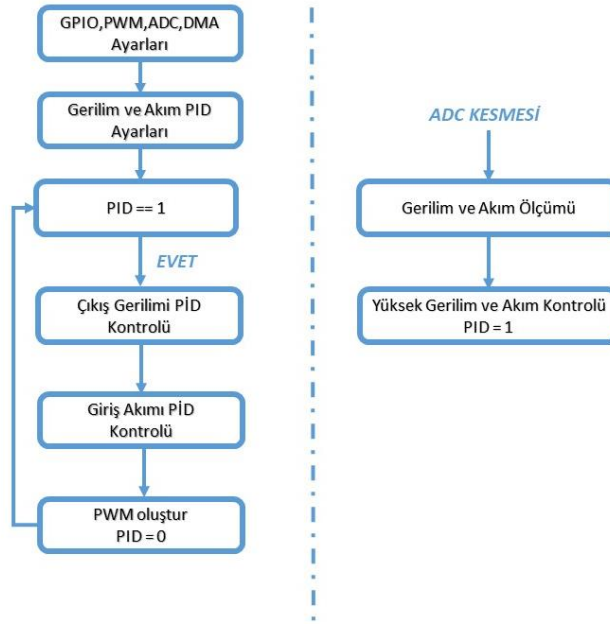 GPIO,PWM,ADC,DMA
Ayarları
Gerilim ve Akım PID
Ayarları
PID == 1
EVET
Çıkış Gerilimi PİD
Kontrolü
Giriş Akımı PİD
Kontrolü
PWM oluştur
PID = 0
ADC KESMESİ
Gerilim ve Akım Ölçümü
Yüksek Gerilim ve Akım Kontrolü
PID = 1